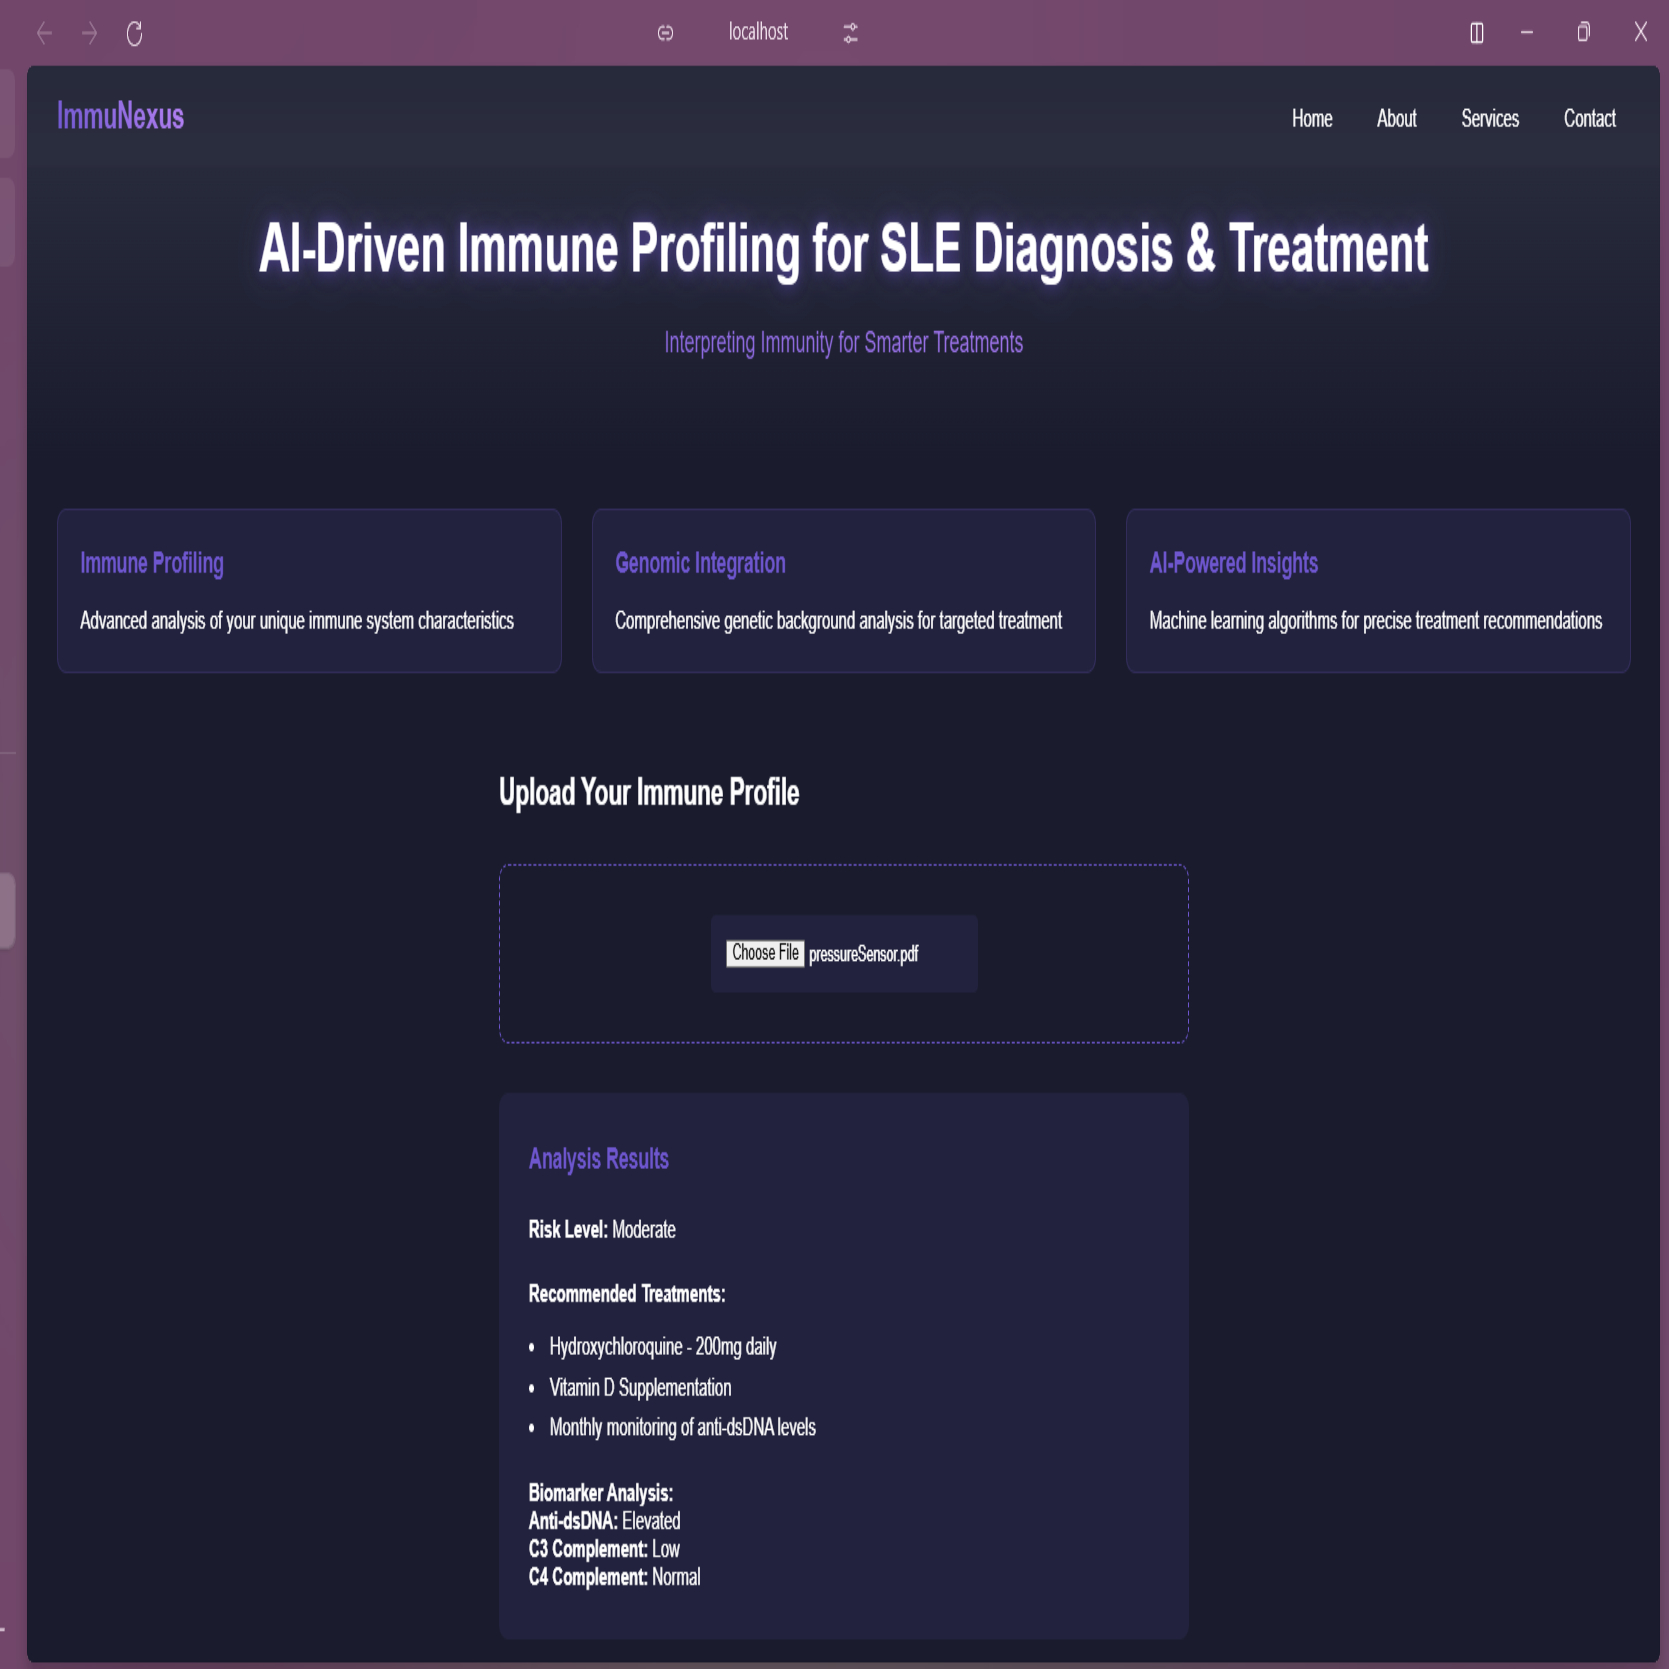 localhost
ImmuNexus
Home About Services Contact
AI-Driven Immune Profiling for SLE Diagnosis & Treatment
Interpreting Immunity for Smarter Treatments
Immune Profiling
Advanced analysis of your unique immune system characteristics
Genomic Integration
Comprehensive genetic background analysis for targeted treatment
AI-Powered Insights
Machine learning algorithms for precise treatment recommendations
Upload Your Immune Profile
Choose File pressureSensor.pdf
Analysis Results
Risk Level: Moderate
Recommended Treatments:
• Hydroxychloroquine - 200mg daily
• Vitamin D Supplementation
• Monthly monitoring of anti-dsDNA levels
Biomarker Analysis:
Anti-dsDNA: Elevated
C3 Complement: Low
C4 Complement: Normal